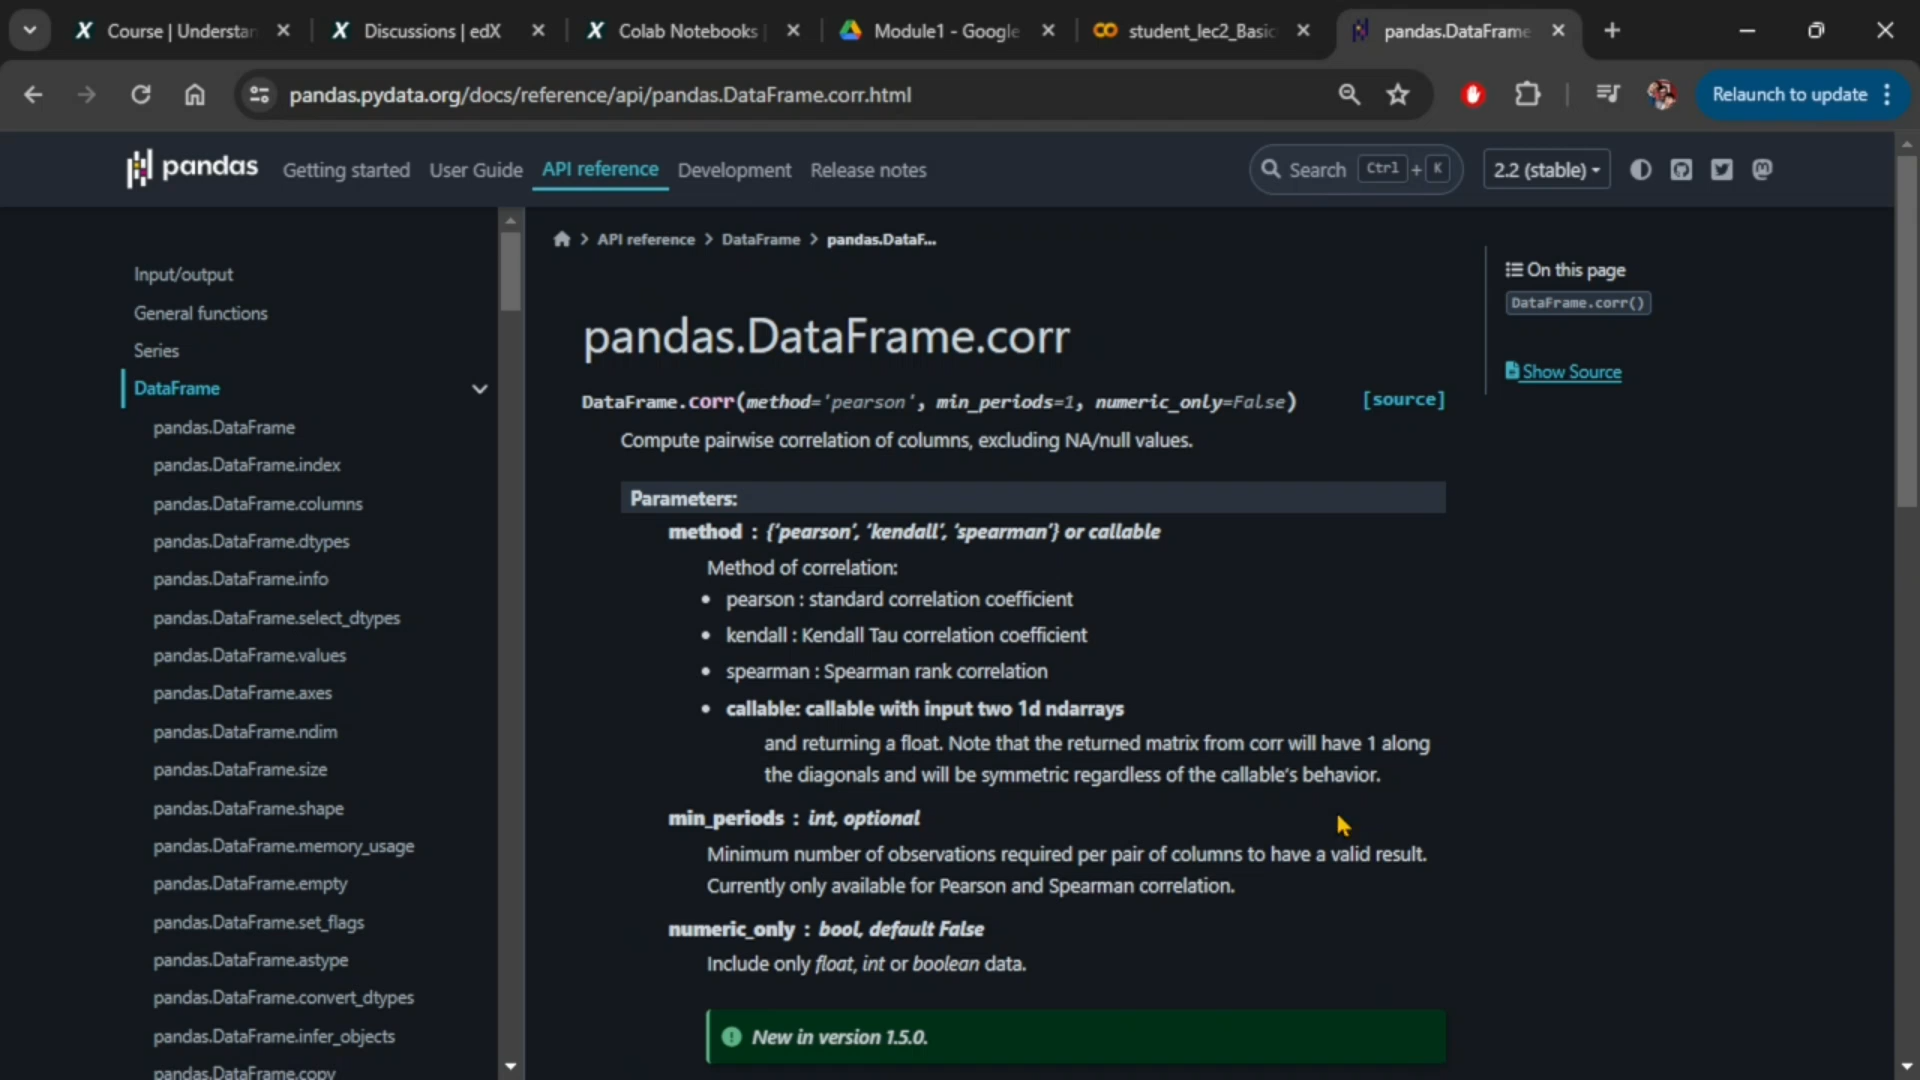 Course | Understan
Discussions | edX
Colab Notebooks
Module1 - Google
student_lec2_Basic
pandas.DataFrame
pandas.pydata.org/docs/reference/api/pandas.DataFrame.corr.html
Relaunch to update
pandas
Getting started
User Guide
API reference
Development
Release notes
Search Ctrl + K
2.2 (stable)
Input/output
General functions
Series
DataFrame
pandas.DataFrame
pandas.DataFrame.index
pandas.DataFrame.columns
pandas.DataFrame.dtypes
pandas.DataFrame.info
pandas.DataFrame.select_dtypes
pandas.DataFrame.values
pandas.DataFrame.axes
pandas.DataFrame.ndim
pandas.DataFrame.size
pandas.DataFrame.shape
pandas.DataFrame.memory_usage
pandas.DataFrame.empty
pandas.DataFrame.set_flags
pandas.DataFrame.astype
pandas.DataFrame.convert_dtypes
pandas.DataFrame.infer_objects
pandas.DataFrame.copy
API reference > DataFrame > pandas.DataF...
pandas.DataFrame.corr
DataFrame.corr(method='pearson', min_periods=1, numeric_only=False) [source]
Compute pairwise correlation of columns, excluding NA/null values.
Parameters:
method : {‘pearson’, ‘kendall’, ‘spearman’} or callable
Method of correlation:
• pearson : standard correlation coefficient
• kendall : Kendall Tau correlation coefficient
• spearman : Spearman rank correlation
• callable: callable with input two 1d ndarrays
and returning a float. Note that the returned matrix from corr will have 1 along
the diagonals and will be symmetric regardless of the callable’s behavior.
min_periods : int, optional
Minimum number of observations required per pair of columns to have a valid result.
Currently only available for Pearson and Spearman correlation.
numeric_only : bool, default False
Include only float, int or boolean data.
New in version 1.5.0.
On this page
DataFrame.corr()
Show Source